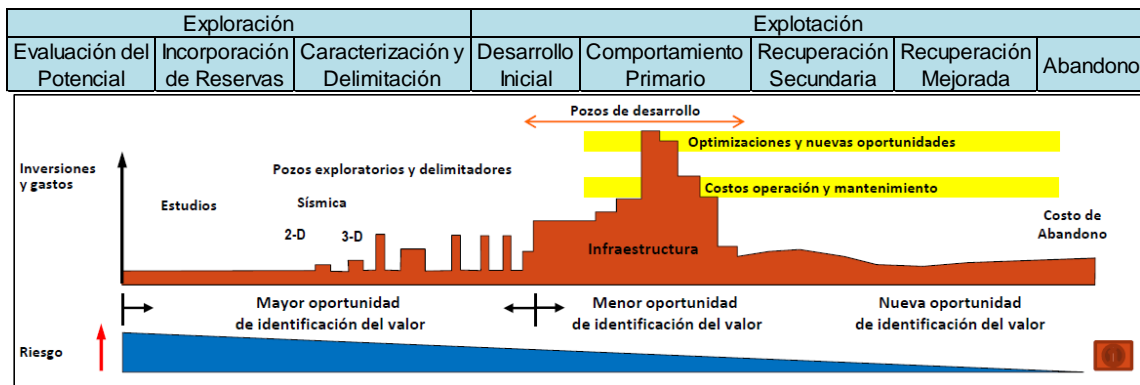 Exploración
Explotación
Evaluación del
Potencial
Incorporación
de Reservas
Caracterización y
Delimitación
Desarrollo
Inicial
Comportamiento
Primario
Recuperación
Secundaria
Recuperación
Mejorada
Abandono
Pozos de desarrollo
Optimizaciones y nuevas oportunidades
Inversiones
y gastos
Pozos exploratorios y delimitadores
Costos operación y mantenimiento
Estudios
Sísmica
2-D
3-D
Costo de
Abandono
Infraestructura
Mayor oportunidad
de identificación del valor
Menor oportunidad
de identificación del valor
Nueva oportunidad
de identificación del valor
Riesgo